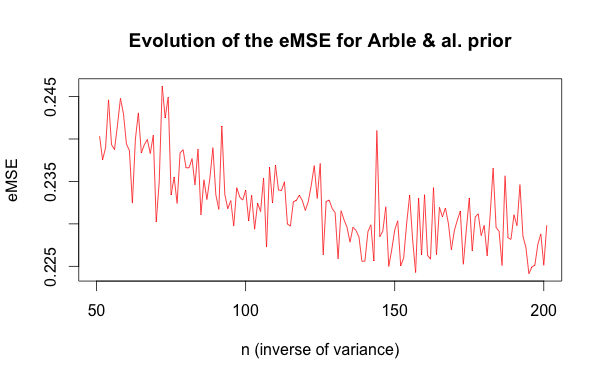 Evolution of the eMSE for Arble & al. prior
0.245
0.235
0.225
eMSE
50
100
150
200
n (inverse of variance)